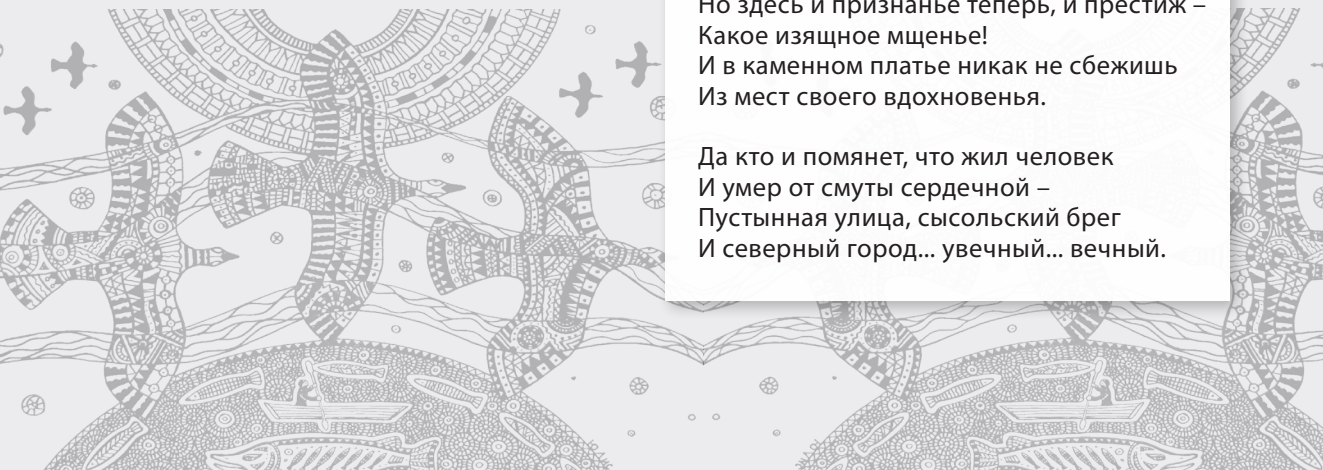 Но здесь и признанье теперь, и престиж –
Какое изящное мщенье!
И в каменном платье никак не сбежишь
Из мест своего вдохновенья.
Да кто и помянет, что жил человек
И умер от смуты сердечной –
Пустынная улица, сысольский брег
И северный город... увечный... вечный.